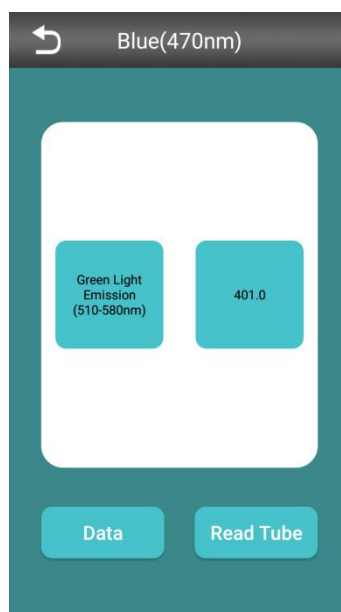 Blue(470nm)
Green Light
Emission
(510-580nm)
401.0
Data
Read Tube